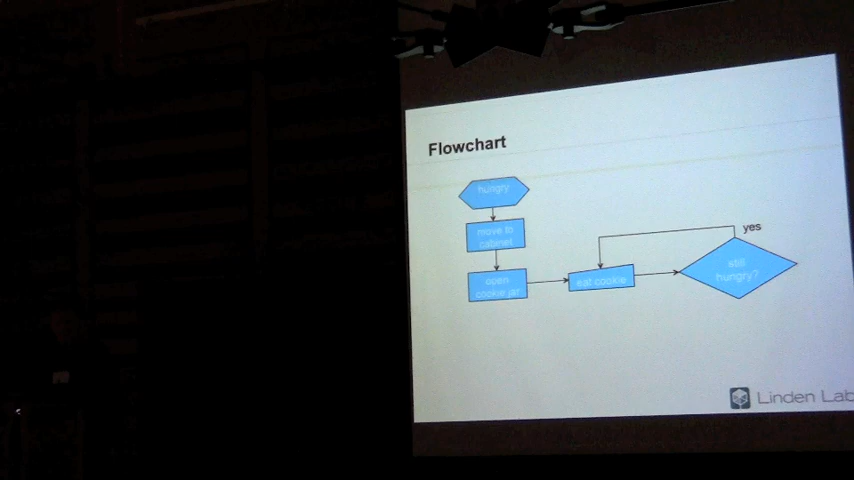 Flowchart
hungry
move to
cabinet
open
cookie jar
eat cookie
still
hungry?
yes
Linden Lab